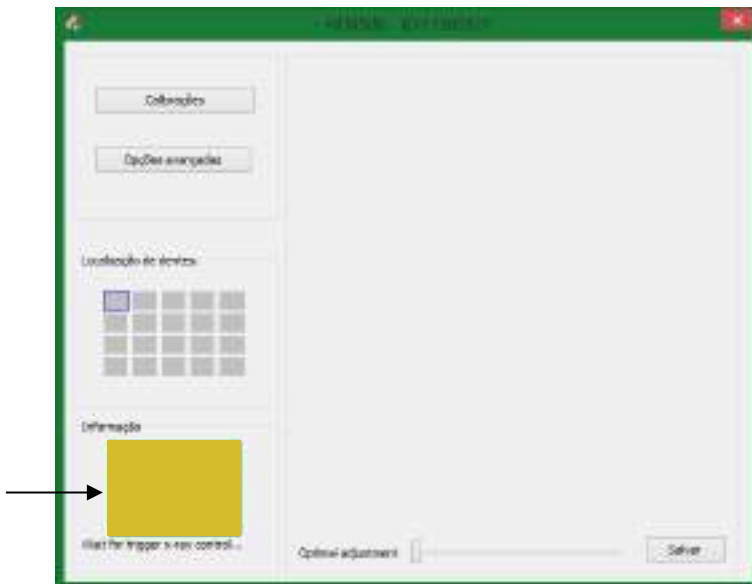 Calibrações
Opções avançadas
Localização de dentes
Informação
Wait for trigger x-ray control...
Optimal adjustment
Salvar